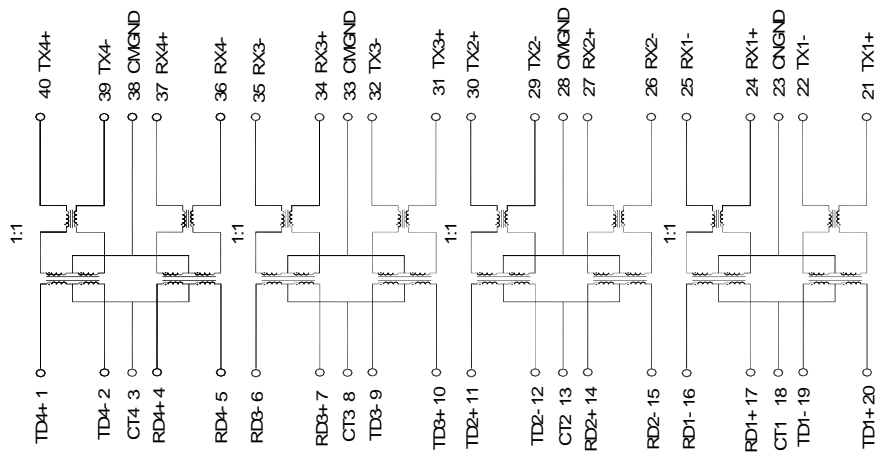 40 TX4+
39 TX4-
38 CMGND
37 RX4+
36 RX4-
35 RX3-
34 RX3+
33 CMGND
32 TX3-
31 TX3+
30 TX2+
29 TX2-
28 CMGND
27 RX2+
26 RX2-
25 RX1-
24 RX1+
23 CNGND
22 TX1-
21 TX1+
1:1
1:1
1:1
1:1
TD4+ 1
TD4- 2
CT4 3
RD4+ 4
RD4- 5
RD3- 6
RD3+ 7
CT3 8
TD3- 9
TD3+ 10
TD2+ 11
TD2- 12
CT2 13
RD2+ 14
RD2- 15
RD1- 16
RD1+ 17
CT1 18
TD1- 19
TD1+ 20